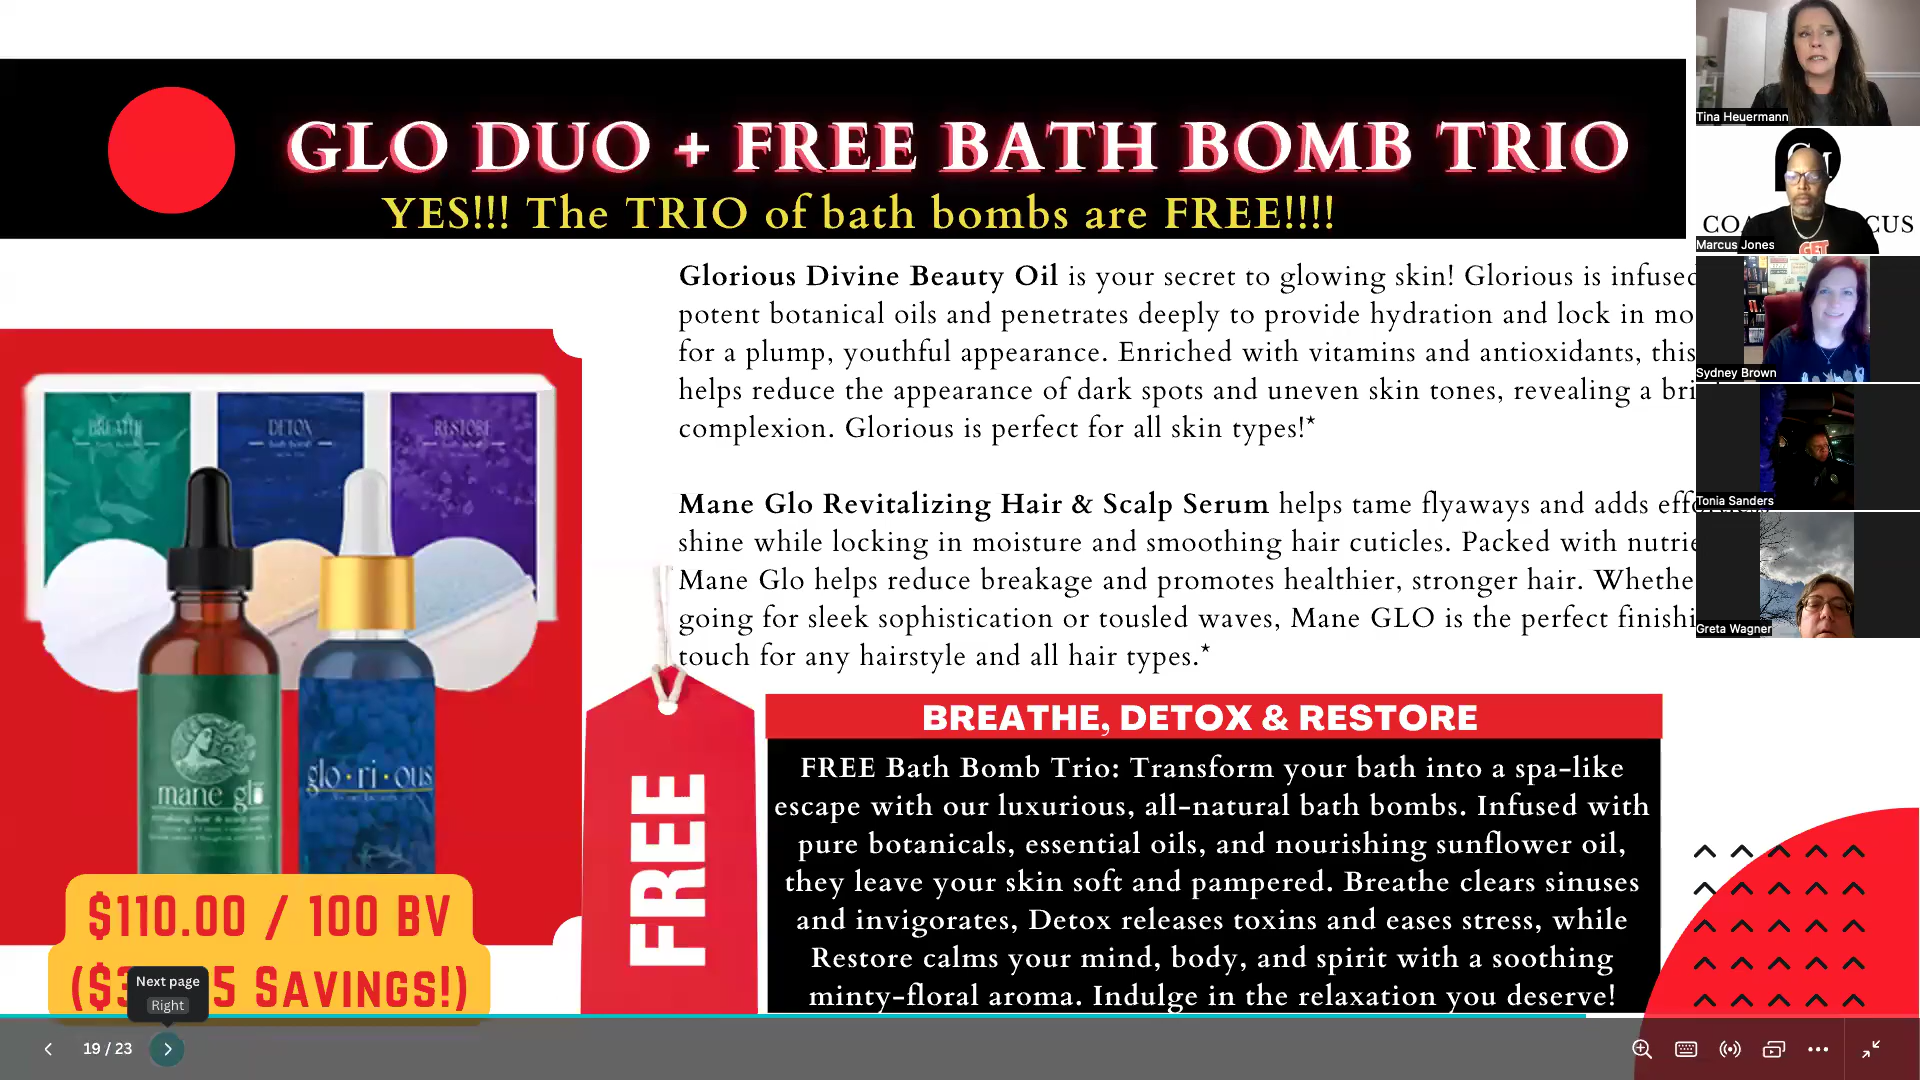 GLO DUO + FREE BATH BOMB TRIO
YES!!! The TRIO of bath bombs are FREE!!!!
Glorious Divine Beauty Oil is your secret to glowing skin! Glorious is infused
potent botanical oils and penetrates deeply to provide hydration and lock in mo
for a plump, youthful appearance. Enriched with vitamins and antioxidants, this
helps reduce the appearance of dark spots and uneven skin tones, revealing a bri
complexion. Glorious is perfect for all skin types!*
Mane Glo Revitalizing Hair & Scalp Serum helps tame flyaways and adds eff
shine while locking in moisture and smoothing hair cuticles. Packed with nutrie
Mane Glo helps reduce breakage and promotes healthier, stronger hair. Whethe
going for sleek sophistication or tousled waves, Mane GLO is the perfect finishi
touch for any hairstyle and all hair types.*
BREATHE
DETOX
RESTORE
mane glo
glo·ri·ous
$110.00 / 100 BV
5 SAVINGS!)
FREE
BREATHE, DETOX & RESTORE
FREE Bath Bomb Trio: Transform your bath into a spa-like
escape with our luxurious, all-natural bath bombs. Infused with
pure botanicals, essential oils, and nourishing sunflower oil,
they leave your skin soft and pampered. Breathe clears sinuses
and invigorates, Detox releases toxins and eases stress, while
Restore calms your mind, body, and spirit with a soothing
minty-floral aroma. Indulge in the relaxation you deserve!
Next page
Right
19 / 23
Tina Heuermann
COA CUS
GET
Marcus Jones
Sydney Brown
Tonia Sanders
Greta Wagner